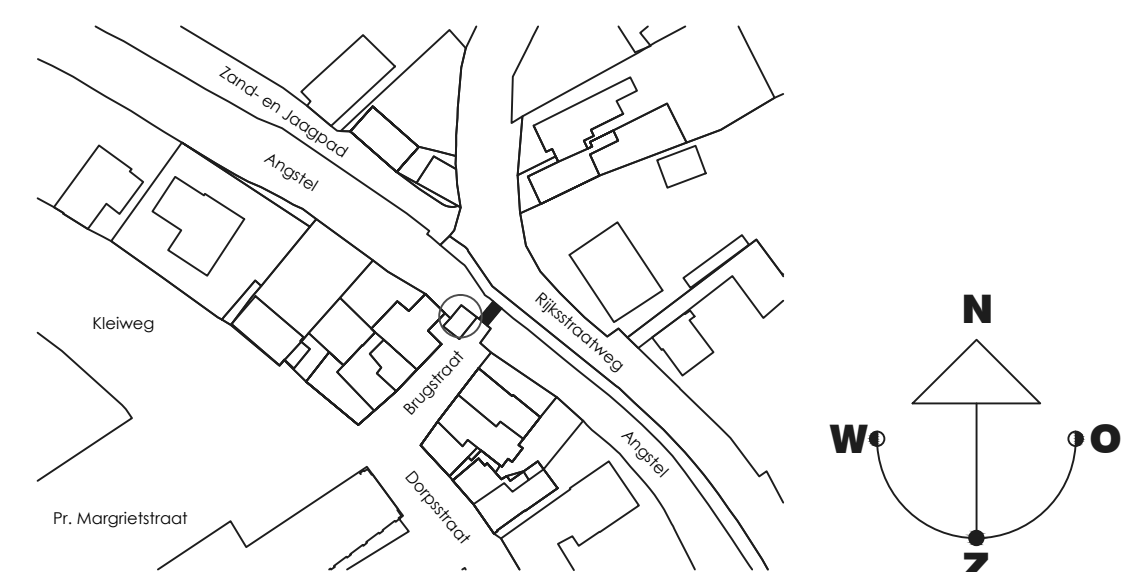 Zand- en Jaagpad
Angstel
Rijksstraatweg
Kleiweg
Brugstraat
Angstel
Dorpsstraat
Pr. Margrietstraat
N
W
O
Z